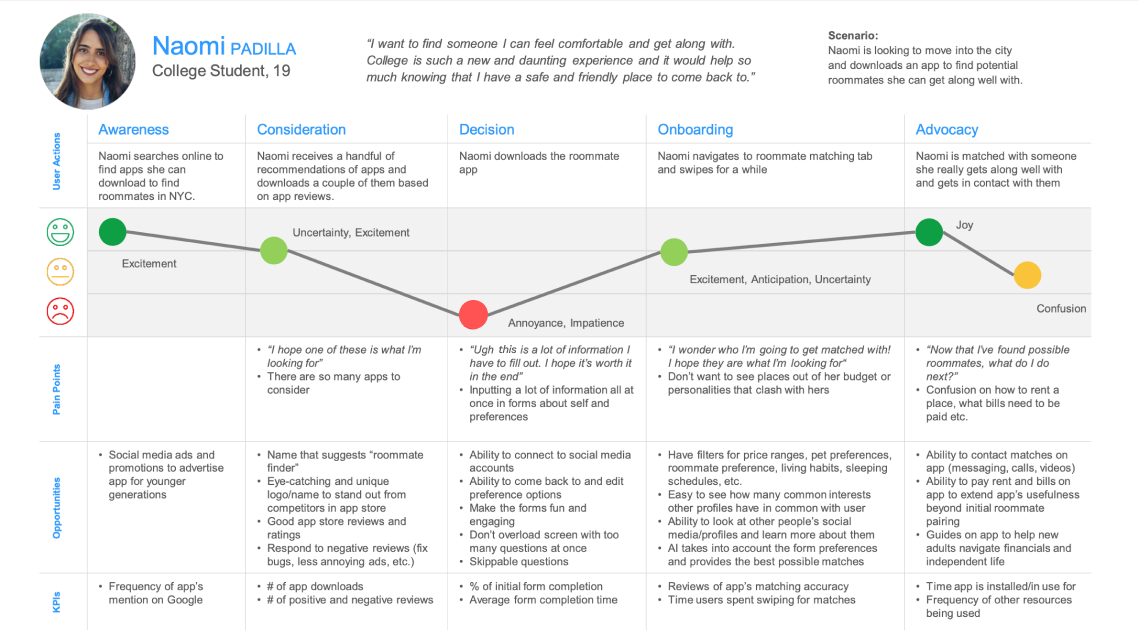 Naomi PADILLA
College Student, 19
“I want to find someone I can feel comfortable and get along with.
College is such a new and daunting experience and it would help so
much knowing that I have a safe and friendly place to come back to.”
Scenario:
Naomi is looking to move into the city
and downloads an app to find potential
roommates she can get along well with.
User Actions
Awareness
Naomi searches online to
find apps she can
download to find
roommates in NYC.
Consideration
Naomi receives a handful of
recommendations of apps and
downloads a couple of them based
on app reviews.
Decision
Naomi downloads the roommate
app
Onboarding
Naomi navigates to roommate matching tab
and swipes for a while
Advocacy
Naomi is matched with someone
she really gets along well with
and gets in contact with them
Excitement
Uncertainty, Excitement
Annoyance, Impatience
Excitement, Anticipation, Uncertainty
Joy
Confusion
Pain Points
• “I hope one of these is what I'm
looking for”
• There are so many apps to
consider
• “Ugh this is a lot of information I
have to fill out. I hope it’s worth it
in the end”
• Inputting a lot of information all at
once in forms about self and
preferences
• “I wonder who I'm going to get matched with!
I hope they are what I'm looking for“
• Don’t want to see places out of her budget or
personalities that clash with hers
• “Now that I've found possible
roommates, what do I do
next?”
• Confusion on how to rent a
place, what bills need to be
paid etc.
Opportunities
• Social media ads and
promotions to advertise
app for younger
generations
• Name that suggests “roommate
finder”
• Eye-catching and unique
logo/name to stand out from
competitors in app store
• Good app store reviews and
ratings
• Respond to negative reviews (fix
bugs, less annoying ads, etc.)
• Ability to connect to social media
accounts
• Ability to come back to and edit
preference options
• Make the forms fun and
engaging
• Don’t overload screen with too
many questions at once
• Skippable questions
• Have filters for price ranges, pet preferences,
roommate preference, living habits, sleeping
schedules, etc.
• Easy to see how many common interests
other profiles have in common with user
• Ability to look at other people’s social
media/profiles and learn more about them
• AI takes into account the form preferences
and provides the best possible matches
• Ability to contact matches on
app (messaging, calls, videos)
• Ability to pay rent and bills on
app to extend app’s usefulness
beyond initial roommate
pairing
• Guides on app to help new
adults navigate financials and
independent life
KPIs
• Frequency of app’s
mention on Google
• # of app downloads
• # of positive and negative reviews
• % of initial form completion
• Average form completion time
• Reviews of app’s matching accuracy
• Time users spent swiping for matches
• Time app is installed/in use for
• Frequency of other resources
being used